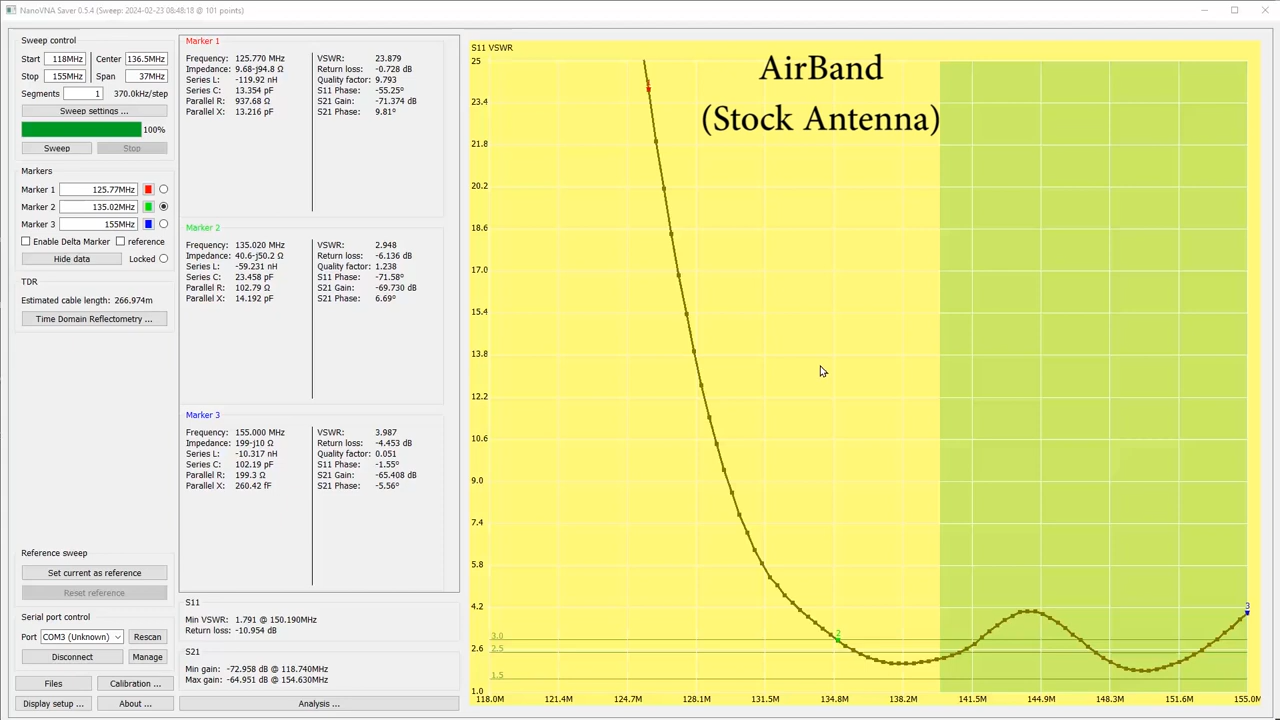 NanoVNA Saver 0.5.4 (Sweep: 2024-02-23 08:48:18 @ 101 points)
Sweep control
Start 118MHz Center 136.5MHz
Stop 155MHz Span 37MHz
Segments 1 370.0kHz/step
Sweep settings ...
100%
Sweep Stop
Markers
Marker 1 125.77MHz
Marker 2 135.02MHz
Marker 3 155MHz
Enable Delta Marker reference
Hide data Locked
TDR
Estimated cable length: 266.974m
Time Domain Reflectometry ...
Reference sweep
Set current as reference
Reset reference
Serial port control
Port COM3 (Unknown) Rescan
Disconnect Manage
Files Calibration ...
Display setup ... About ...
Marker 1
Frequency: 125.770 MHz VSWR: 23.879
Impedance: 9.68-j94.8 Ω Return loss: -0.728 dB
Series L: -119.92 nH Quality factor: 9.793
Series C: 13.354 pF S11 Phase: -55.25°
Parallel R: 937.68 Ω S21 Gain: -71.374 dB
Parallel X: 13.216 pF S21 Phase: 9.81°
Marker 2
Frequency: 135.020 MHz VSWR: 2.948
Impedance: 40.6-j50.2 Ω Return loss: -6.136 dB
Series L: -59.231 nH Quality factor: 1.238
Series C: 23.458 pF S11 Phase: -71.58°
Parallel R: 102.79 Ω S21 Gain: -69.730 dB
Parallel X: 14.192 pF S21 Phase: 6.69°
Marker 3
Frequency: 155.000 MHz VSWR: 3.987
Impedance: 199-j10 Ω Return loss: -4.453 dB
Series L: -10.317 nH Quality factor: 0.051
Series C: 102.19 pF S11 Phase: -1.55°
Parallel R: 199.3 Ω S21 Gain: -65.408 dB
Parallel X: 260.42 fF S21 Phase: -5.56°
S11
Min VSWR: 1.791 @ 150.190MHz
Return loss: -10.954 dB
S21
Min gain: -72.958 dB @ 118.740MHz
Max gain: -64.951 dB @ 154.630MHz
Analysis ...
S11 VSWR
AirBand
(Stock Antenna)
25
23.4
21.8
20.2
18.6
17.0
15.4
13.8
12.2
10.6
9.0
7.4
5.8
4.2
3.0
2.6
2.5
1.5
1.0
2
3
118.0M 121.4M 124.7M 128.1M 131.5M 134.8M 138.2M 141.5M 144.9M 148.3M 151.6M 155.0M